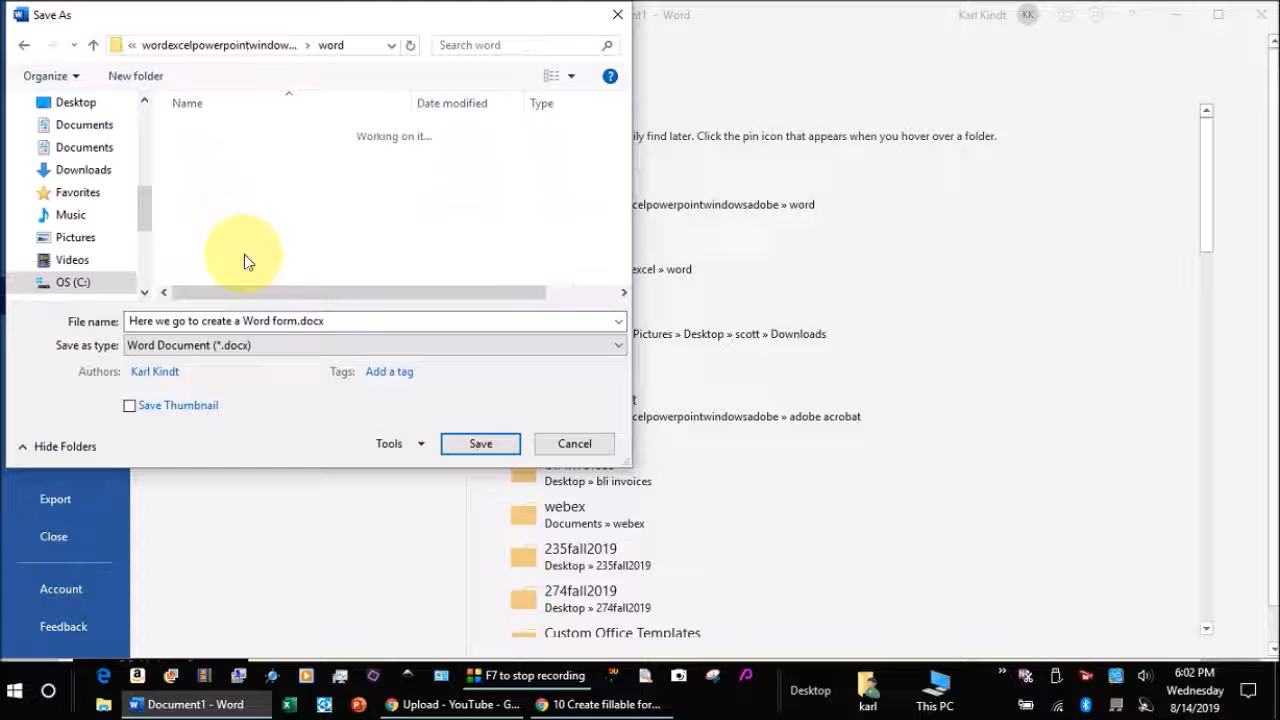 Save As
nt1 - Word
Karl Kindt
KK
« wordexcelpowerpointwindow... › word
Search word
Organize
New folder
Name
Date modified
Type
Working on it...
Desktop
Documents
Documents
Downloads
Favorites
Music
Pictures
Videos
OS (C:)
File name:
Here we go to create a Word form.docx
Save as type:
Word Document (*.docx)
Authors:
Karl Kindt
Tags:
Add a tag
Save Thumbnail
Hide Folders
Tools
Save
Cancel
ily find later. Click the pin icon that appears when you hover over a folder.
celpowerpointwindowsadobe » word
excel » word
Pictures » Desktop » scott » Downloads
t
celpowerpointwindowsadobe » adobe acrobat
Desktop » bli invoices
webex
Documents » webex
235fall2019
Desktop » 235fall2019
274fall2019
Desktop » 274fall2019
Custom Office Templates
Export
Close
Account
Feedback
F7 to stop recording
Desktop
karl
This PC
6:02 PM
Wednesday
8/14/2019
Document1 - Word
Upload - YouTube - G...
10 Create fillable for...